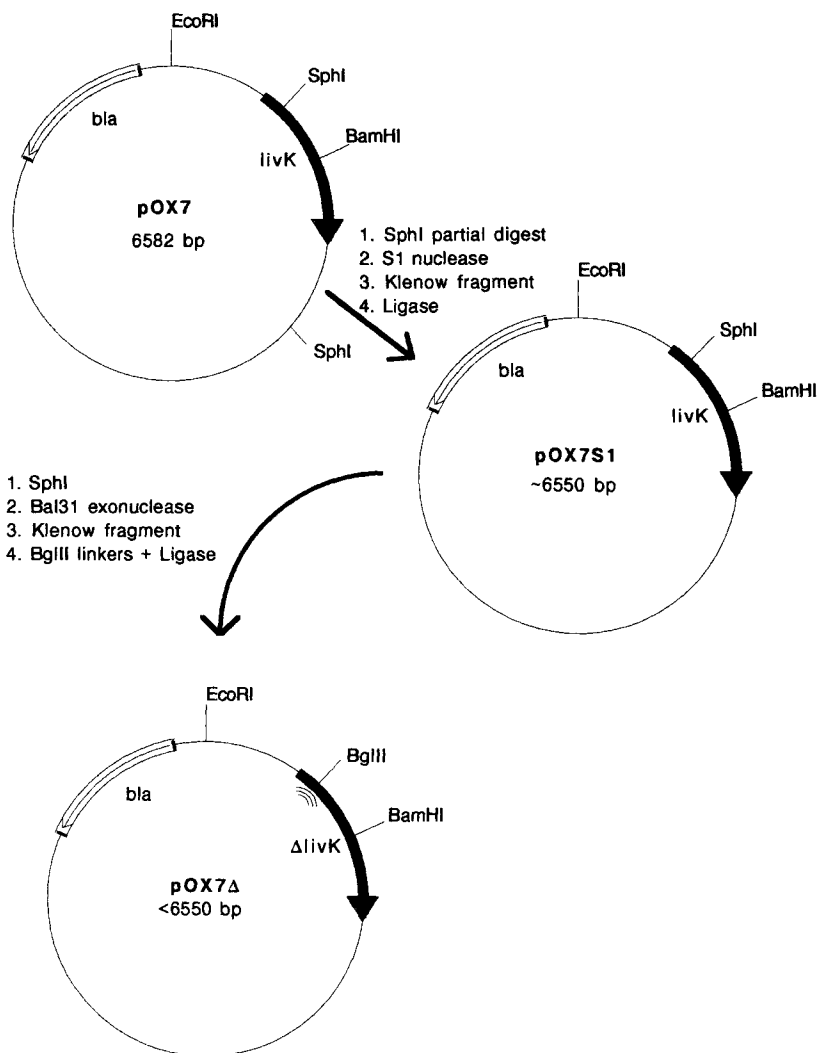 EcoRI
SphI
bla
livK
BamHI
pOX7
6582 bp
SphI
1. SphI partial digest
2. S1 nuclease
3. Klenow fragment
4. Ligase
EcoRI
SphI
bla
livK
BamHI
pOX7S1
~6550 bp
1. SphI
2. Bal31 exonuclease
3. Klenow fragment
4. BglII linkers + Ligase
EcoRI
BglII
bla
BamHI
ΔlivK
pOX7Δ
<6550 bp